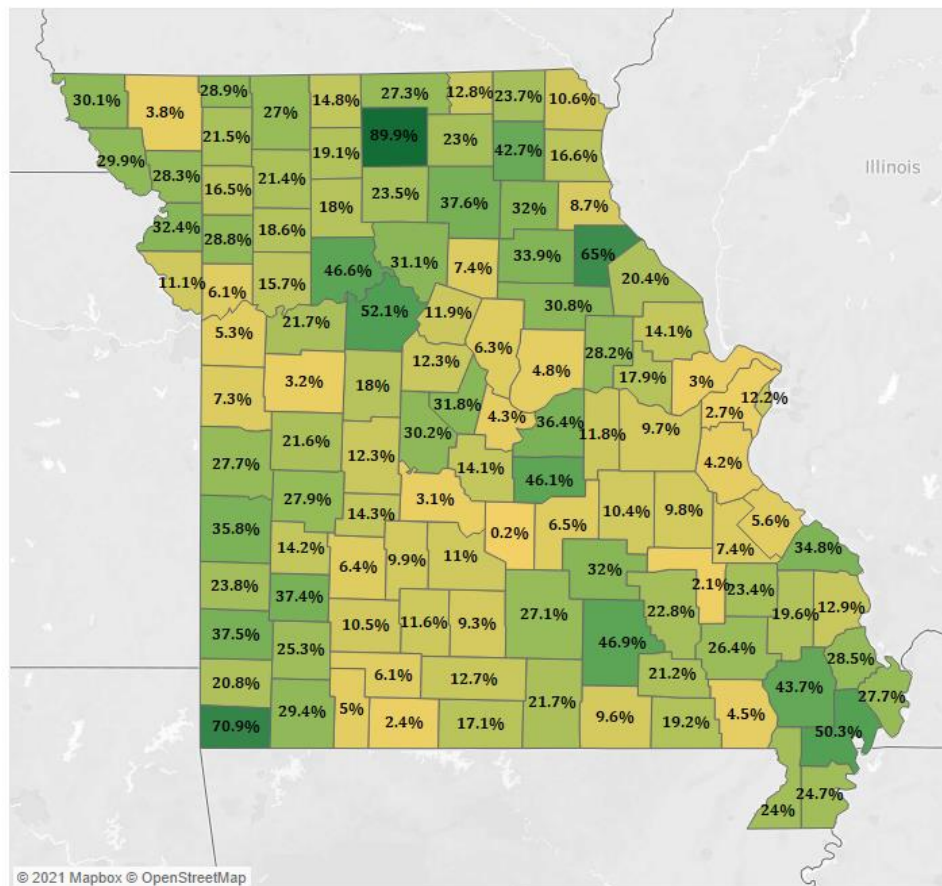 30.1% 3.8% 28.9% 27% 14.8% 27.3% 12.8% 23.7% 10.6%
21.5% 19.1% 89.9% 23% 42.7% 16.6%
29.9% 28.3% 16.5% 21.4% 18% 23.5% 37.6% 32% 8.7%
Illinois
32.4% 28.8% 18.6% 46.6% 31.1% 7.4% 33.9% 65% 20.4%
11.1% 6.1% 15.7% 52.1% 11.9% 30.8%
5.3% 21.7% 12.3% 6.3% 4.8% 28.2% 14.1%
7.3% 3.2% 18% 31.8% 4.3% 36.4% 17.9% 3% 12.2%
11.8% 9.7% 2.7%
27.7% 21.6% 12.3% 30.2% 14.1% 46.1% 4.2%
35.8% 27.9% 14.3% 3.1% 0.2% 6.5% 10.4% 9.8% 5.6%
14.2% 6.4% 9.9% 11% 32% 7.4% 34.8%
23.8% 37.4% 2.1% 23.4% 19.6% 12.9%
37.5% 25.3% 10.5% 11.6% 9.3% 27.1% 46.9% 22.8% 26.4% 28.5%
20.8% 6.1% 12.7% 21.2% 43.7% 27.7%
70.9% 29.4% 5% 2.4% 17.1% 21.7% 9.6% 19.2% 4.5% 50.3%
24% 24.7%
© 2021 Mapbox © OpenStreetMap